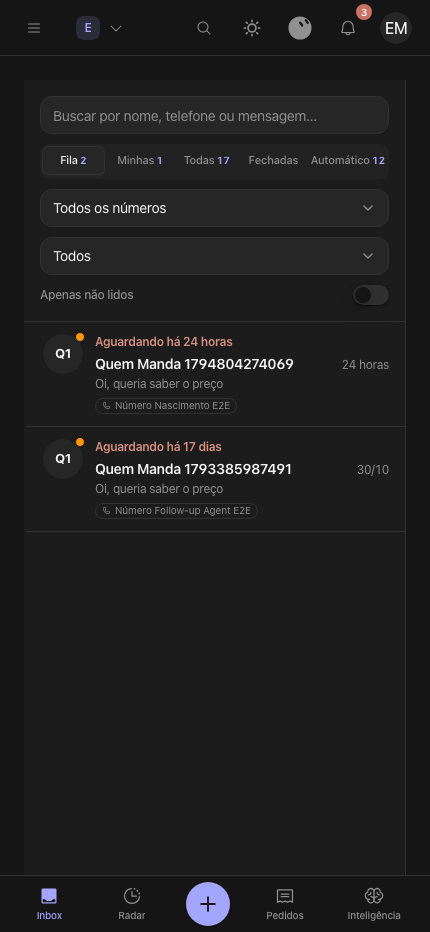 E
3
EM
Buscar por nome, telefone ou mensagem...
Fila 2 Minhas 1 Todas 17 Fechadas Automático 12
Todos os números
Todos
Apenas não lidos
Q1
Aguardando há 24 horas
Quem Manda 1794804274069 24 horas
Oi, queria saber o preço
Número Nascimento E2E
Q1
Aguardando há 17 dias
Quem Manda 1793385987491 30/10
Oi, queria saber o preço
Número Follow-up Agent E2E
Inbox Radar Pedidos Inteligência